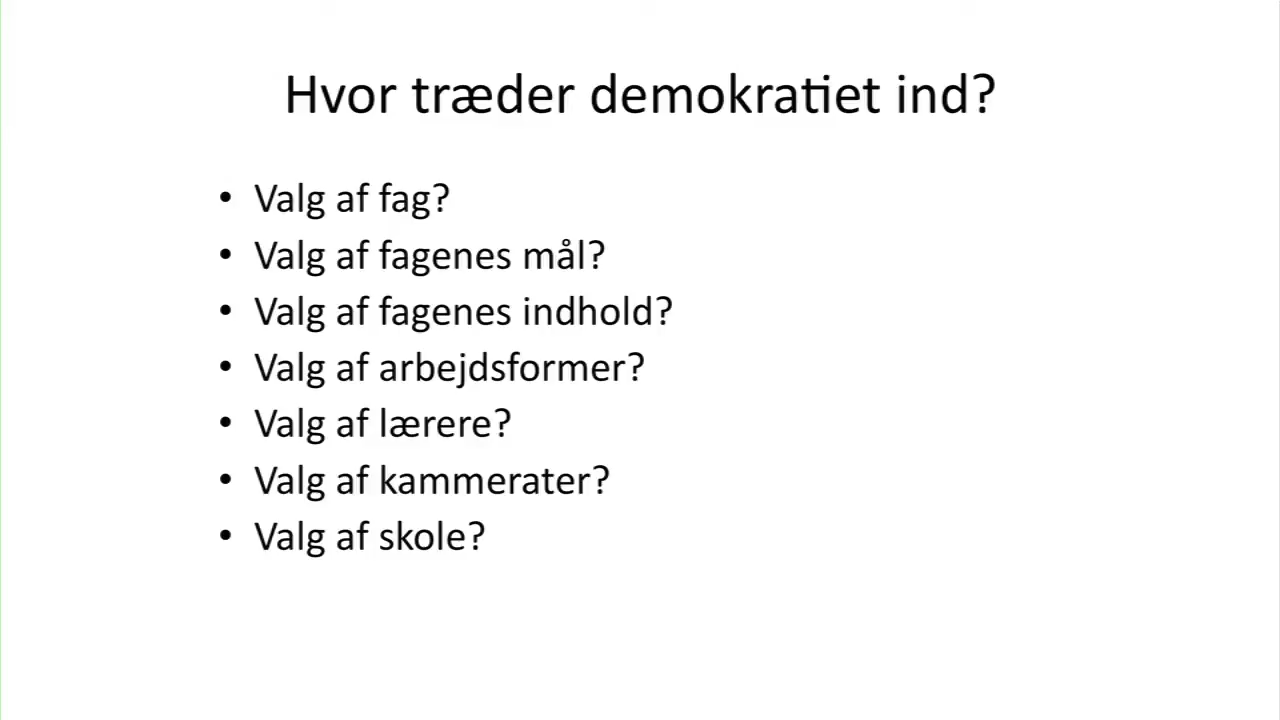 Hvor træder demokratiet ind?
• Valg af fag?
• Valg af fagenes mål?
• Valg af fagenes indhold?
• Valg af arbejdsformer?
• Valg af lærere?
• Valg af kammerater?
• Valg af skole?